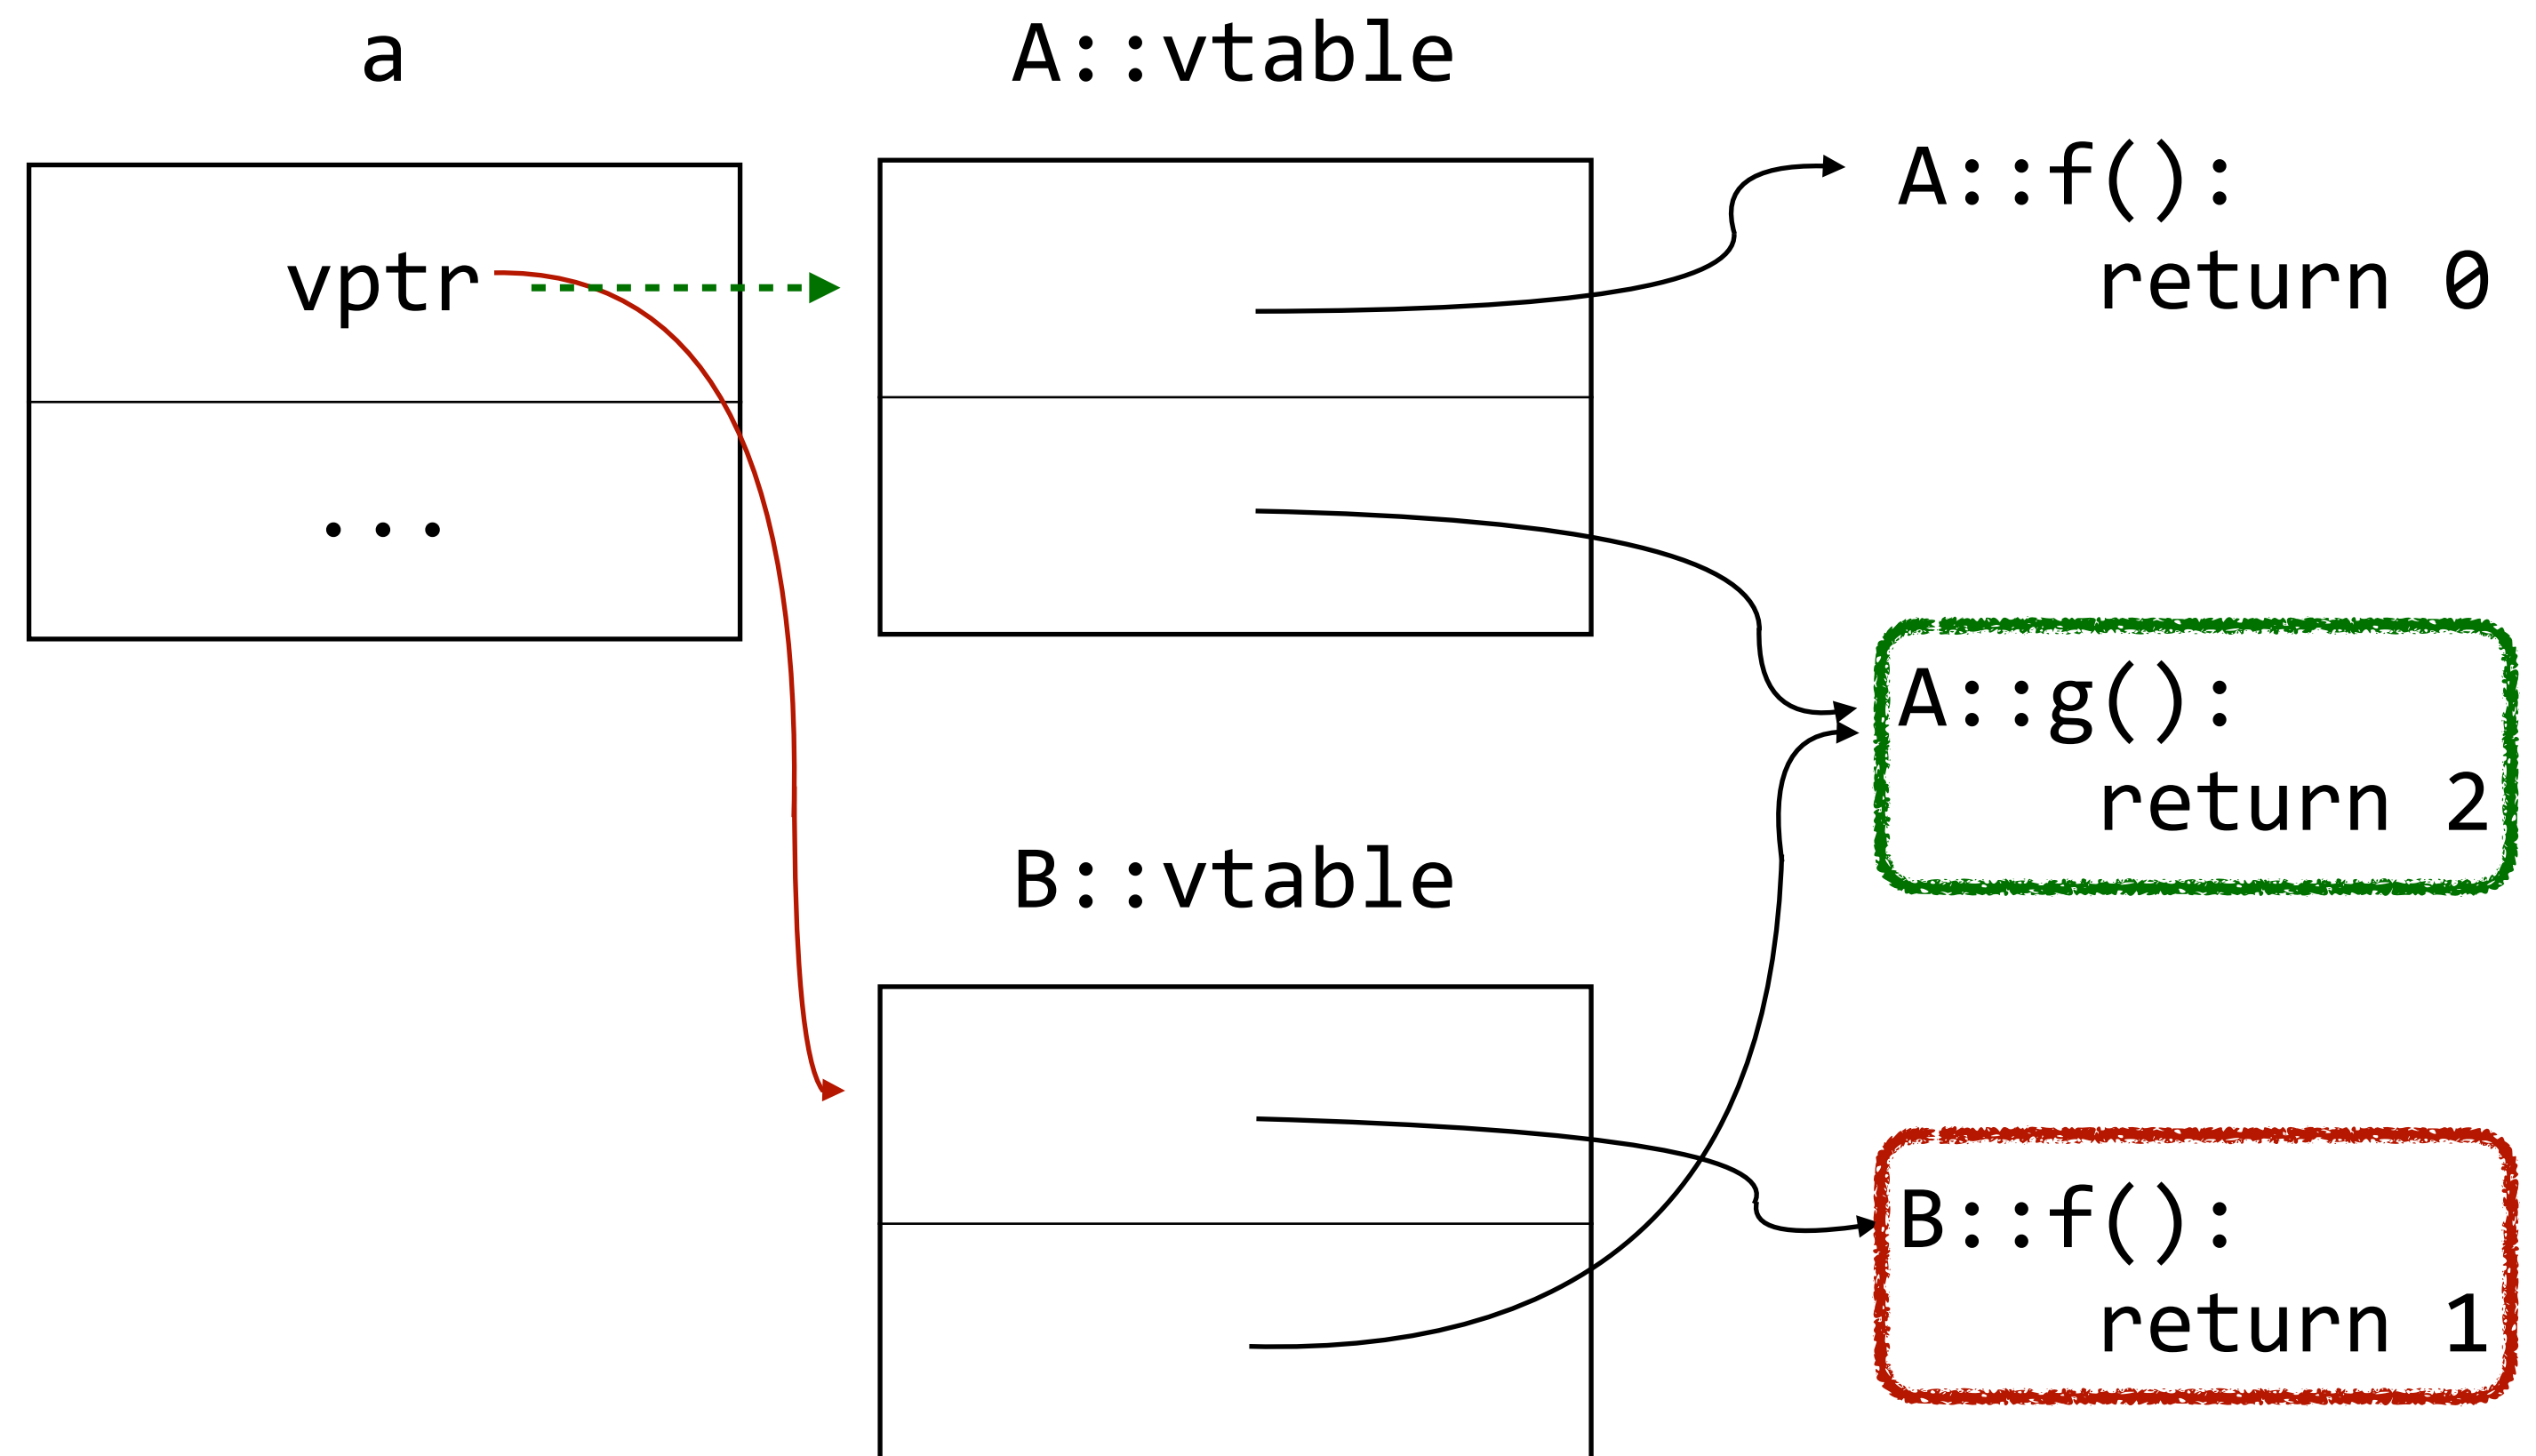 a
A::vtable
vptr
...
A::f():
return 0
A::g():
return 2
B::vtable
B::f():
return 1